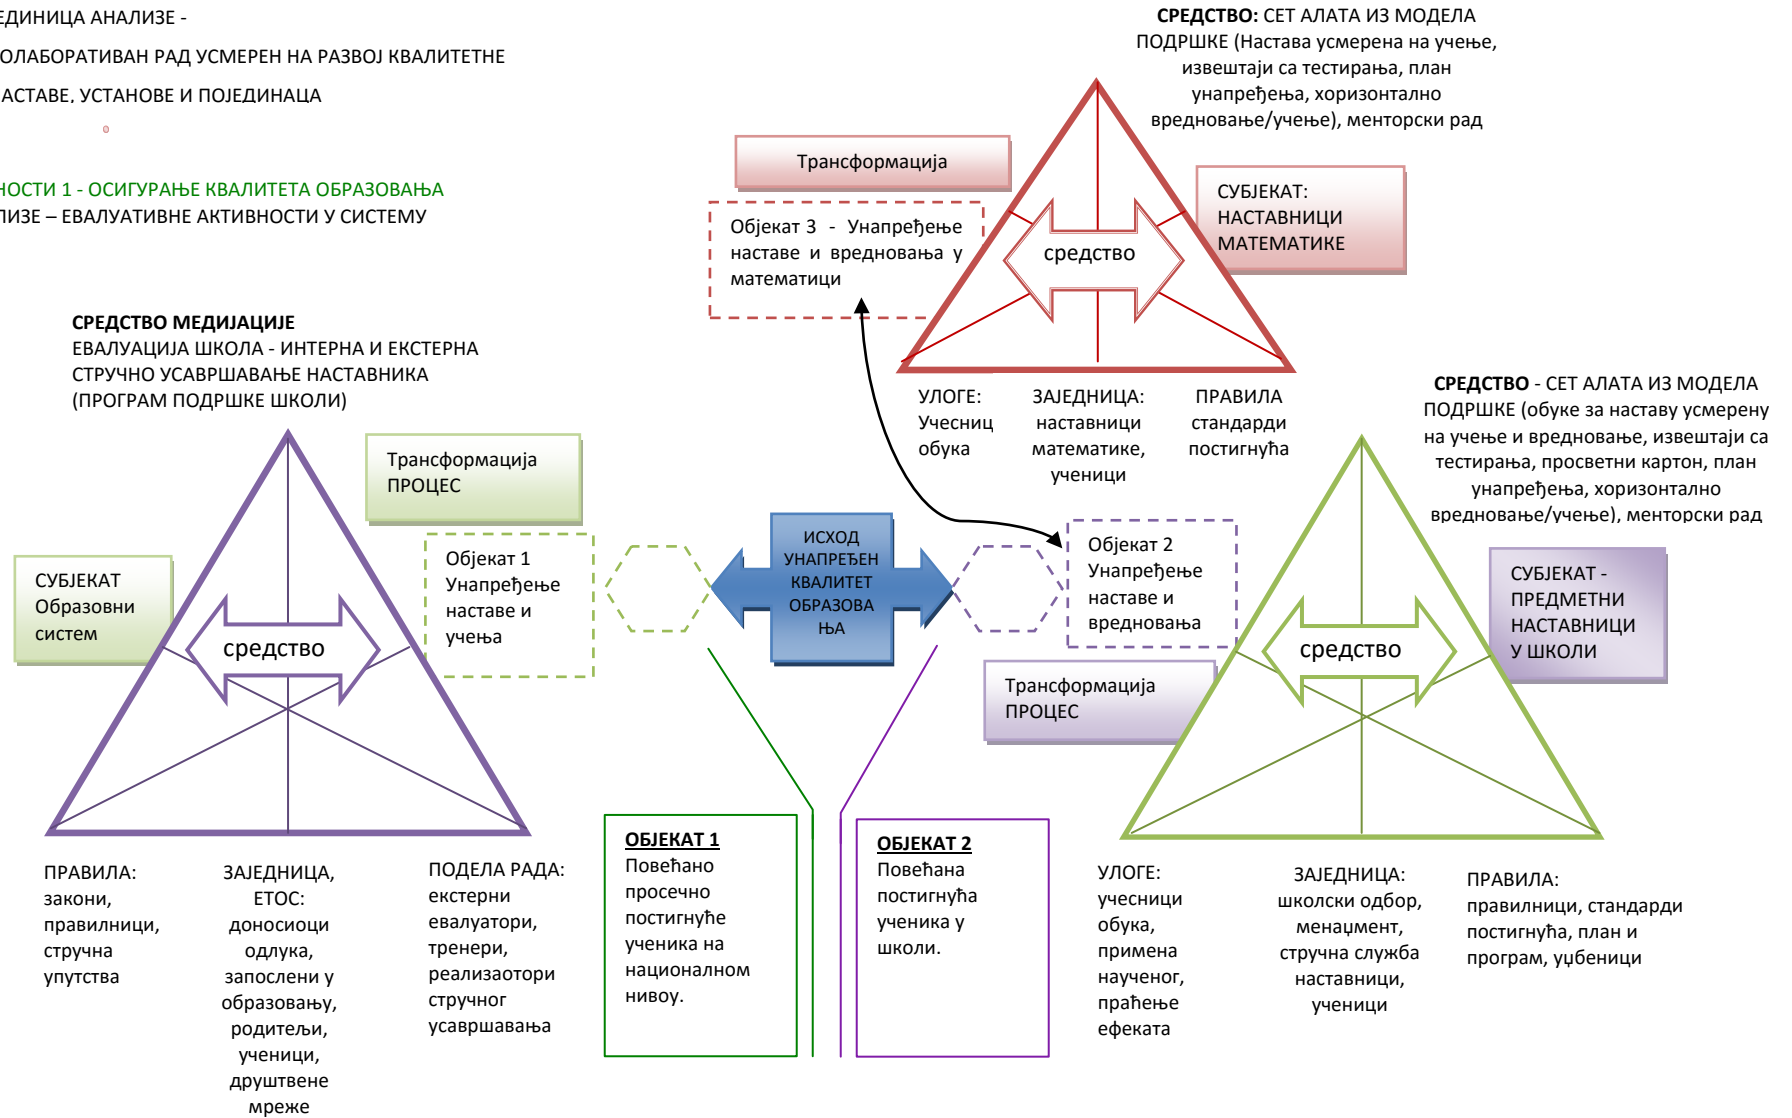 ЕДИНИЦА АНАЛИЗЕ -
ОЛАБОРАТИВАН РАД УСМЕРЕН НА РАЗВОЈ КВАЛИТЕТНЕ
АСТАВЕ, УСТАНОВЕ И ПОЈЕДИНАЦА
НОСТИ 1 - ОСИГУРАЊЕ КВАЛИТЕТА ОБРАЗОВАЊА
ЛИЗЕ – ЕВАЛУАТИВНЕ АКТИВНОСТИ У СИСТЕМУ
СРЕДСТВО: СЕТ АЛАТА ИЗ МОДЕЛА
ПОДРШКЕ (Настава усмерена на учење,
извештаји са тестирања, план
унапређења, хоризонтално
вредновање/учење), менторски рад
Трансформација
Објекат 3 - Унапређење
наставе и вредновања у
математици
средство
СУБЈЕКАТ:
НАСТАВНИЦИ
МАТЕМАТИКЕ
УЛОГЕ:
Учесниц
обука
ЗАЈЕДНИЦА:
наставници
математике,
ученици
ПРАВИЛА
стандарди
постигнућа
СРЕДСТВО МЕДИЈАЦИЈЕ
ЕВАЛУАЦИЈА ШКОЛА - ИНТЕРНА И ЕКСТЕРНА
СТРУЧНО УСАВРШАВАЊЕ НАСТАВНИКА
(ПРОГРАМ ПОДРШКЕ ШКОЛИ)
Трансформација
ПРОЦЕС
СУБЈЕКАТ
Образовни
систем
средство
Објекат 1
Унапређење
наставе и
учења
ИСХОД
УНАПРЕЂЕН
КВАЛИТЕТ
ОБРАЗОВА
ЊА
Објекат 2
Унапређење
наставе и
вредновања
Трансформација
ПРОЦЕС
СРЕДСТВО - СЕТ АЛАТА ИЗ МОДЕЛА
ПОДРШКЕ (обуке за наставу усмерену
на учење и вредновање, извештаји са
тестирања, просветни картон, план
унапређења, хоризонтално
вредновање/учење), менторски рад
средство
СУБЈЕКАТ -
ПРЕДМЕТНИ
НАСТАВНИЦИ
У ШКОЛИ
ПРАВИЛА:
закони,
правилници,
стручна
упутства
ЗАЈЕДНИЦА,
ЕТОС:
доносиоци
одлука,
запослени у
образовању,
родитељи,
ученици,
друштвене
мреже
ПОДЕЛА РАДА:
екстерни
евалуатори,
тренери,
реализаотори
стручног
усавршавања
ОБЈЕКАТ 1
Повећано
просечно
постигнуће
ученика на
националном
нивоу.
ОБЈЕКАТ 2
Повећана
постигнућа
ученика у
школи.
УЛОГЕ:
учесници
обука,
примена
наученог,
праћење
ефеката
ЗАЈЕДНИЦА:
школски одбор,
менаџмент,
стручна служба
наставници,
ученици
ПРАВИЛА:
правилници, стандарди
постигнућа, план и
програм, уџбеници